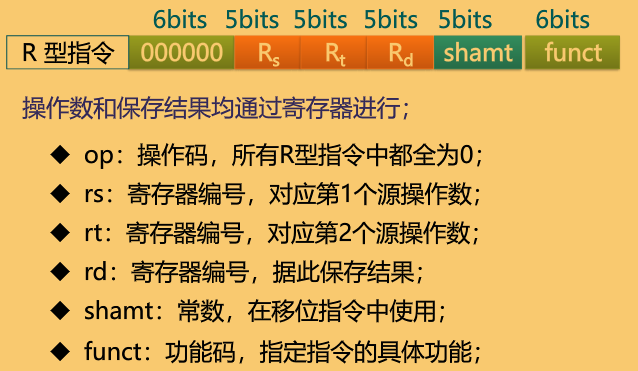 6bits 5bits 5bits 5bits 5bits 6bits
R 型指令 000000 Rs Rt Rd shamt funct
操作数和保存结果均通过寄存器进行；
◆ op：操作码，所有R型指令中都全为0；
◆ rs：寄存器编号，对应第1个源操作数；
◆ rt：寄存器编号，对应第2个源操作数；
◆ rd：寄存器编号，据此保存结果；
◆ shamt：常数，在移位指令中使用；
◆ funct：功能码，指定指令的具体功能；